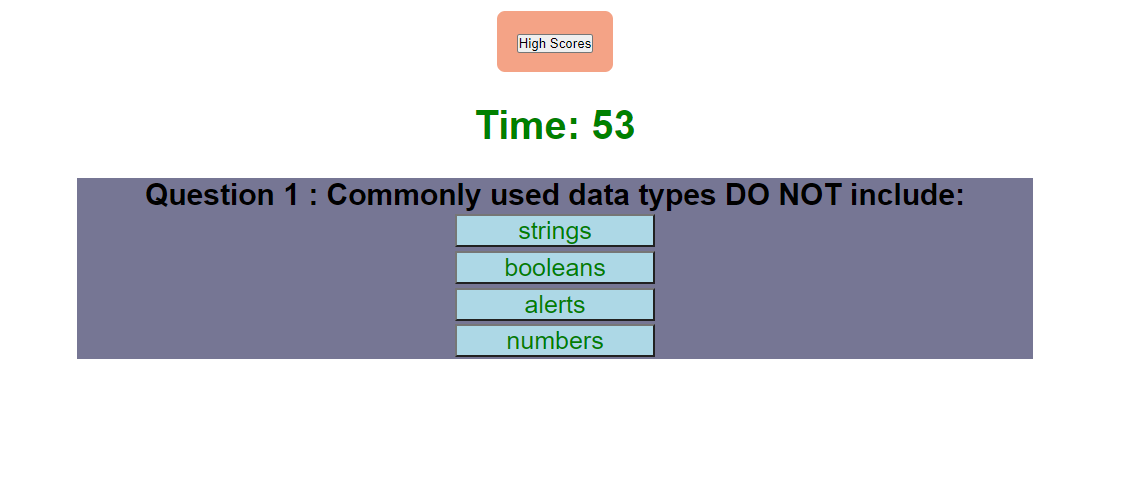 High Scores
Time: 53
Question 1 : Commonly used data types DO NOT include:
strings
booleans
alerts
numbers